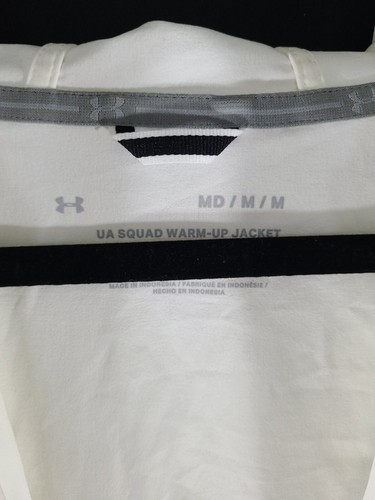 MD / M / M
UA SQUAD WARM-UP JACKET
MADE IN INDONESIA / FABRIQUÉ EN INDONÉSIE /
HECHO EN INDONESIA